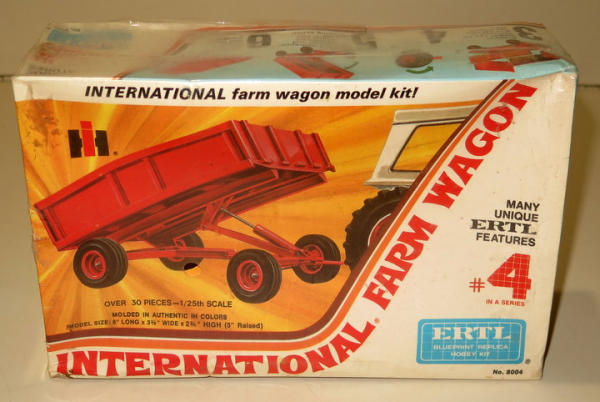 INTERNATIONAL farm wagon model kit!
IH
MANY
UNIQUE
ERTL
FEATURES
#4
IN A SERIES
OVER 30 PIECES—1/25th SCALE
MOLDED IN AUTHENTIC IH COLORS
MODEL SIZE: 8" LONG x 3½" WIDE x 2¾" HIGH (5" Raised)
INTERNATIONAL® FARM WAGON
ERTL®
BLUEPRINT REPLICA
HOBBY KIT
No. 8004